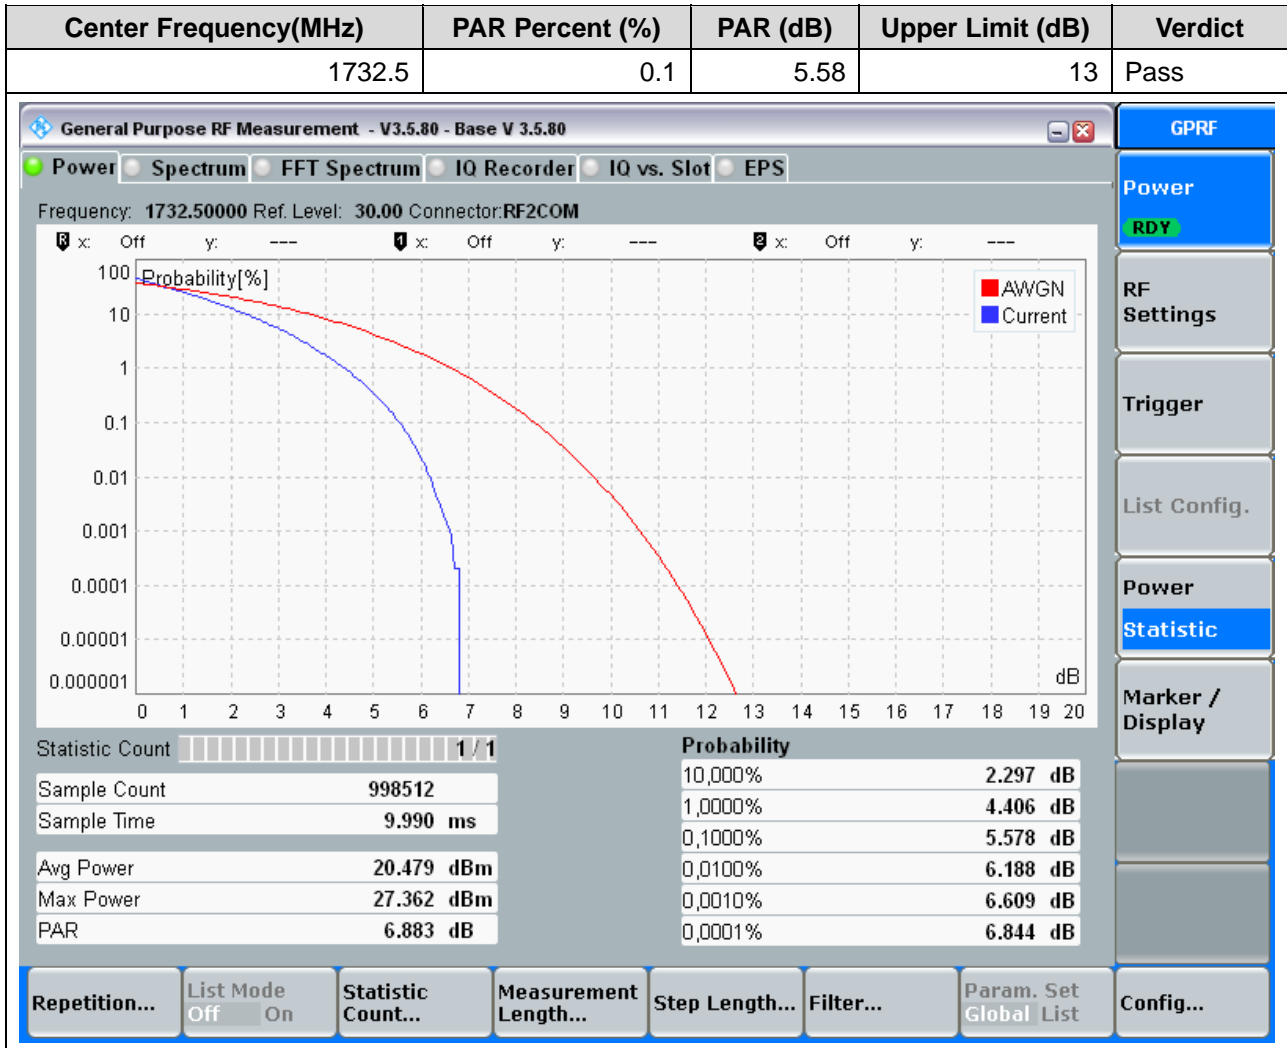 Center Frequency(MHz) PAR Percent (%) PAR (dB) Upper Limit (dB) Verdict
1732.5 0.1 5.58 13 Pass
General Purpose RF Measurement - V3.5.80 - Base V 3.5.80
GPRF
Power Spectrum FFT Spectrum IQ Recorder IQ vs. Slot EPS
Power
RDY
Frequency: 1732.50000 Ref. Level: 30.00 Connector:RF2COM
R x: Off y: --- 1 x: Off y: --- 2 x: Off y: ---
Probability[%]
AWGN
Current
100
10
1
0.1
0.01
0.001
0.0001
0.00001
0.000001
dB
0 1 2 3 4 5 6 7 8 9 10 11 12 13 14 15 16 17 18 19 20
RF
Settings
Trigger
List Config.
Power
Statistic
Marker /
Display
Statistic Count 1 / 1
Sample Count 998512
Sample Time 9.990 ms
Avg Power 20.479 dBm
Max Power 27.362 dBm
PAR 6.883 dB
Probability
10,000% 2.297 dB
1,0000% 4.406 dB
0,1000% 5.578 dB
0,0100% 6.188 dB
0,0010% 6.609 dB
0,0001% 6.844 dB
Repetition...
List Mode
Off On
Statistic
Count...
Measurement
Length...
Step Length...
Filter...
Param. Set
Global List
Config...